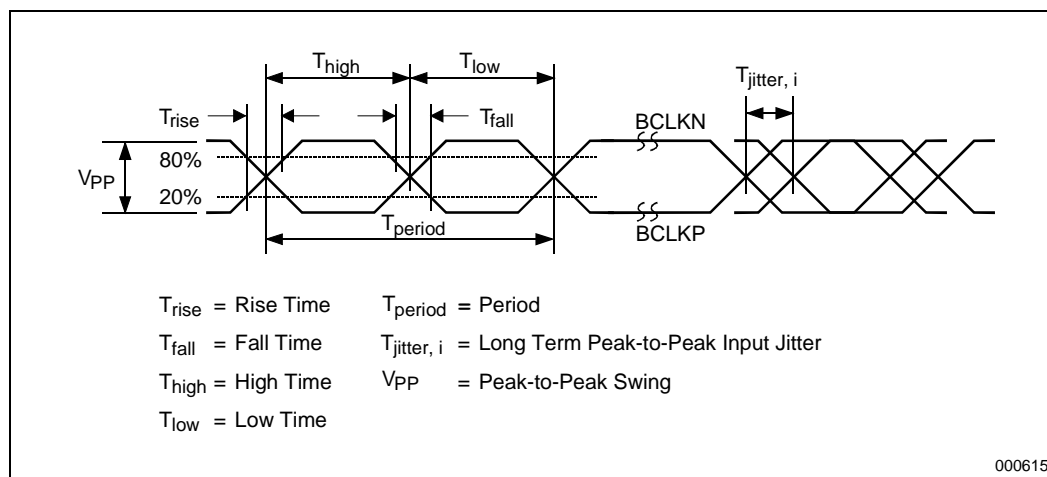 Thigh
Tlow
Tjitter, i
Trise
Tfall
BCLKN
80%
VPP
20%
Tperiod
BCLKP
Trise = Rise Time
Tperiod = Period
Tfall = Fall Time
Tjitter, i = Long Term Peak-to-Peak Input Jitter
Thigh = High Time
VPP = Peak-to-Peak Swing
Tlow = Low Time
000615